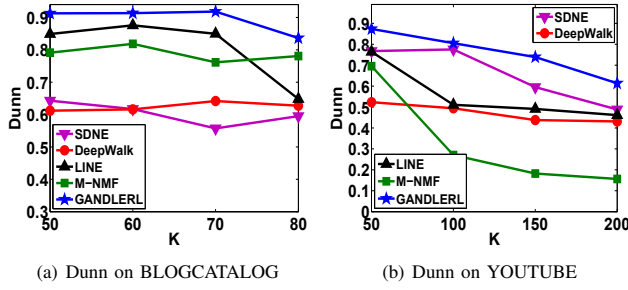 1
0.9
0.8
0.7
0.6
0.5
0.4
0.3
Dunn
SDNE
DeepWalk
LINE
M-NMF
GANDLERL
50 60 70 80
K
(a) Dunn on BLOGCATALOG
1
0.9
0.8
0.7
0.6
0.5
0.4
0.3
0.2
0.1
0
Dunn
SDNE
DeepWalk
LINE
M-NMF
GANDLERL
50 100 150 200
K
(b) Dunn on YOUTUBE